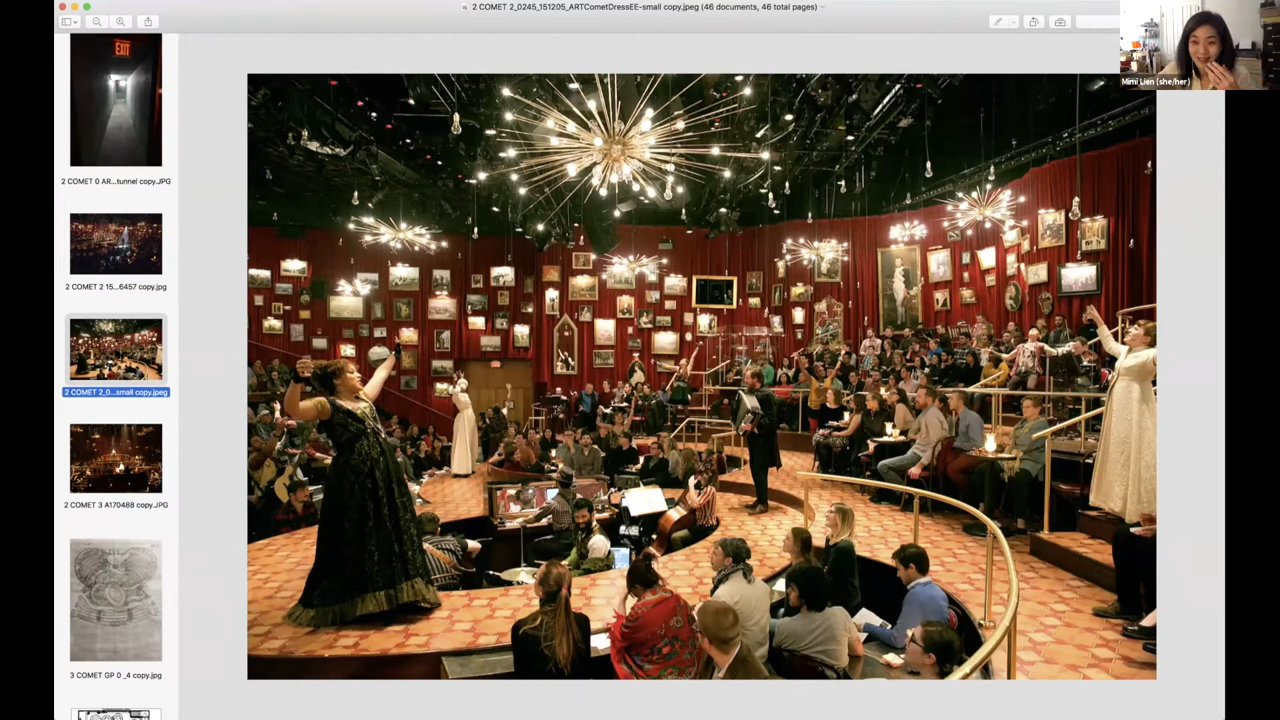 2 COMET 2_0245_151205_ARTCometDressEE-small copy.jpeg (46 documents, 46 total pages)
Mimi Lien (she/her)
EXIT
2 COMET 0 AR...tunnel copy.JPG
2 COMET 2 15...6457 copy.jpg
2 COMET 2_0...small copy.jpeg
2 COMET 3 A170488 copy.JPG
3 COMET GP 0 _4 copy.jpg